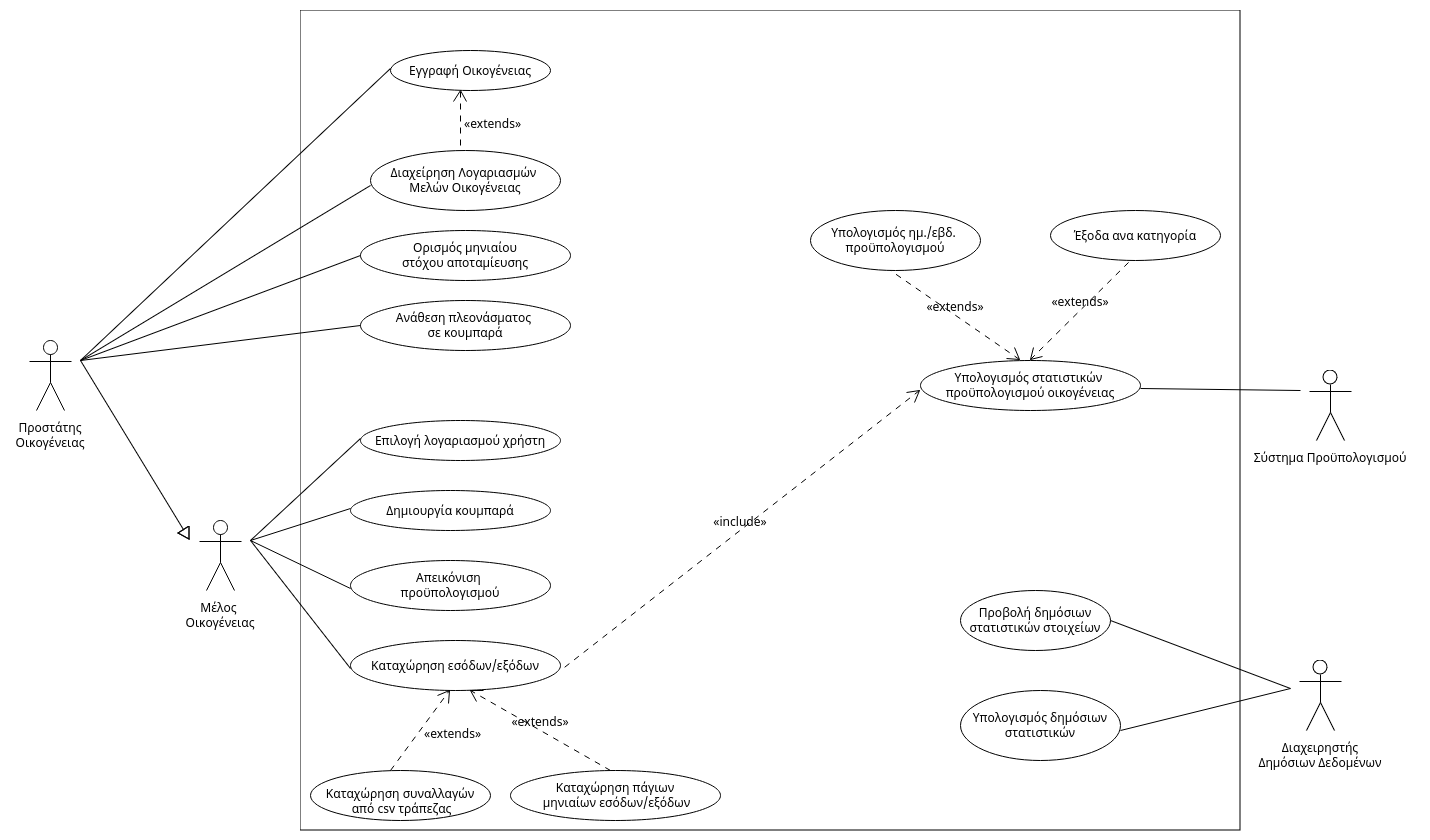 Εγγραφή Οικογένειας
«extends»
Διαχείρηση Λογαριασμών
Μελών Οικογένειας
Ορισμός μηνιαίου
στόχου αποταμίευσης
Ανάθεση πλεονάσματος
σε κουμπαρά
Προστάτης
Οικογένειας
Επιλογή λογαριασμού χρήστη
Δημιουργία κουμπαρά
Απεικόνιση
προϋπολογισμού
Μέλος
Οικογένειας
Καταχώρηση εσόδων/εξόδων
«extends»
«extends»
Καταχώρηση συναλλαγών
από csv τράπεζας
Καταχώρηση πάγιων
μηνιαίων εσόδων/εξόδων
«include»
Υπολογισμός ημ./εβδ.
προϋπολογισμού
Έξοδα ανα κατηγορία
«extends»
«extends»
Υπολογισμός στατιστικών
προϋπολογισμού οικογένειας
Σύστημα Προϋπολογισμού
Προβολή δημόσιων
στατιστικών στοιχείων
Υπολογισμός δημόσιων
στατιστικών
Διαχειρηστής
Δημόσιων Δεδομένων